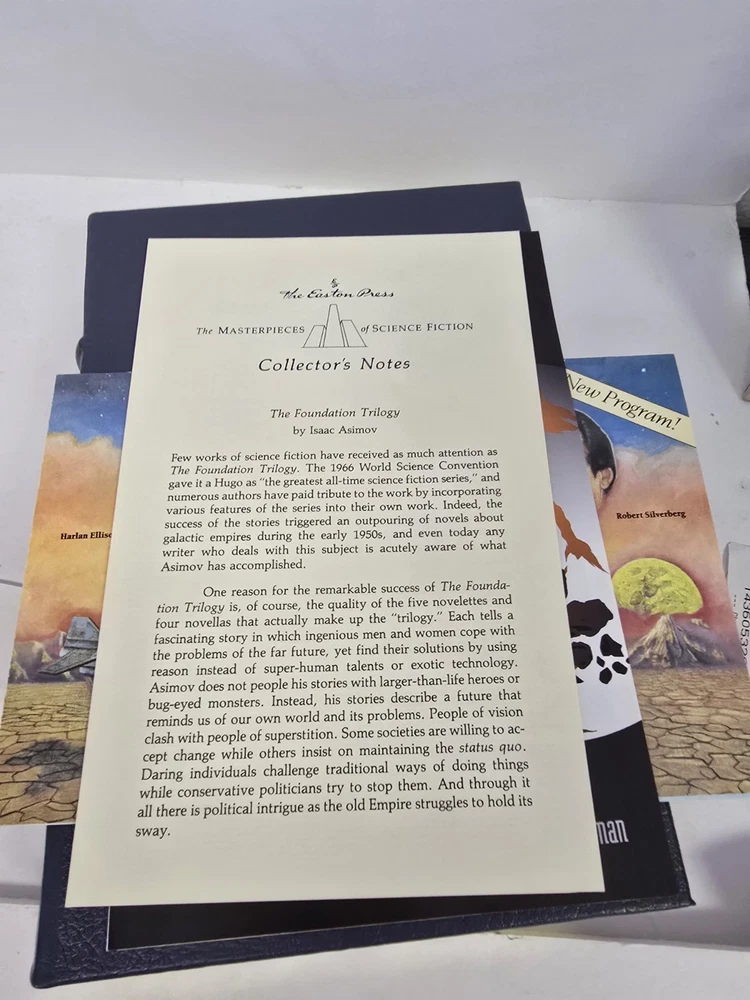 The Easton Press
The MASTERPIECES of SCIENCE FICTION
Collector's Notes
The Foundation Trilogy
by Isaac Asimov
Few works of science fiction have received as much attention as
The Foundation Trilogy. The 1966 World Science Convention
gave it a Hugo as "the greatest all-time science fiction series," and
numerous authors have paid tribute to the work by incorporating
various features of the series into their own work. Indeed, the
success of the stories triggered an outpouring of novels about
galactic empires during the early 1950s, and even today any
writer who deals with this subject is acutely aware of what
Asimov has accomplished.
One reason for the remarkable success of The Founda-
tion Trilogy is, of course, the quality of the five novelettes and
four novellas that actually make up the "trilogy." Each tells a
fascinating story in which ingenious men and women cope with
the problems of the far future, yet find their solutions by using
reason instead of super-human talents or exotic technology.
Asimov does not people his stories with larger-than-life heroes or
bug-eyed monsters. Instead, his stories describe a future that
reminds us of our own world and its problems. People of vision
clash with people of superstition. Some societies are willing to ac-
cept change while others insist on maintaining the status quo.
Daring individuals challenge traditional ways of doing things
while conservative politicians try to stop them. And through it
all there is political intrigue as the old Empire struggles to hold its
sway.
Harlan Elliso
New Program!
Robert Silverberg
man